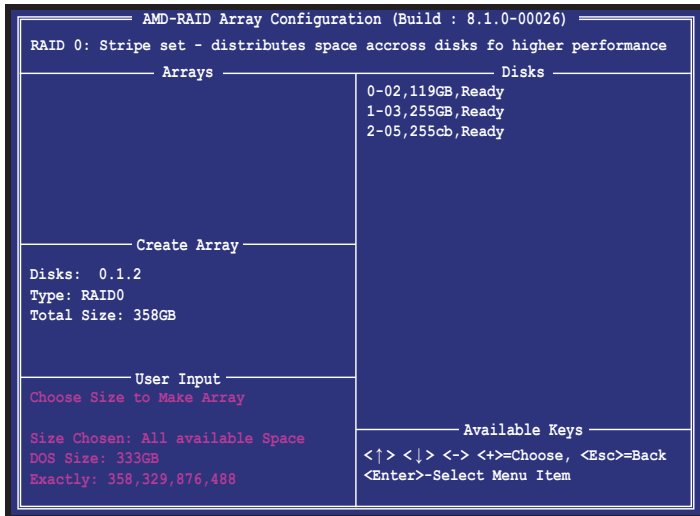 AMD-RAID Array Configuration (Build : 8.1.0-00026)
RAID 0: Stripe set - distributes space accross disks fo higher performance
Arrays
Disks
0-02,119GB,Ready
1-03,255GB,Ready
2-05,255cb,Ready
Create Array
Disks: 0.1.2
Type: RAID0
Total Size: 358GB
User Input
Choose Size to Make Array
Size Chosen: All available Space
DOS Size: 333GB
Exactly: 358,329,876,488
Available Keys
<↑> <↓> <-> <+>=Choose, <Esc>=Back
<Enter>-Select Menu Item